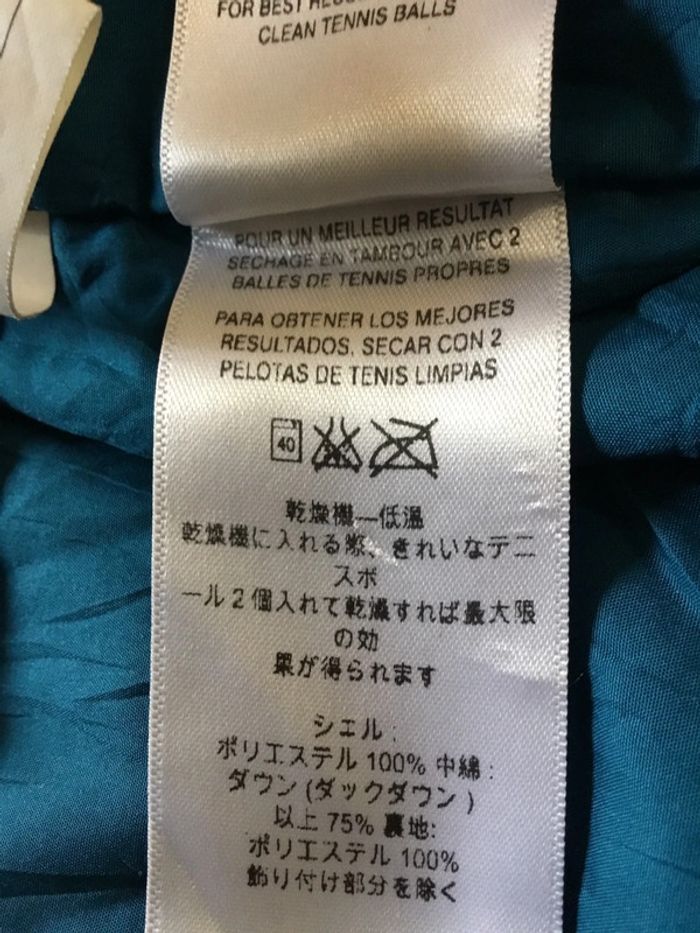 FOR BEST
CLEAN TENNIS BALLS
POUR UN MEILLEUR RESULTAT
SECHAGE EN TAMBOUR AVEC 2
BALLES DE TENNIS PROPRES
PARA OBTENER LOS MEJORES
RESULTADOS, SECAR CON 2
PELOTAS DE TENIS LIMPIAS
40
乾燥機―低温
乾燥機に入れる際、きれいなテニ
スボ
ール2個入れて乾燥すれば最大限
の効
果が得られます
シェル:
ポリエステル 100% 中綿:
ダウン (ダックダウン)
以上 75% 裏地:
ポリエステル 100%
飾り付け部分を除く